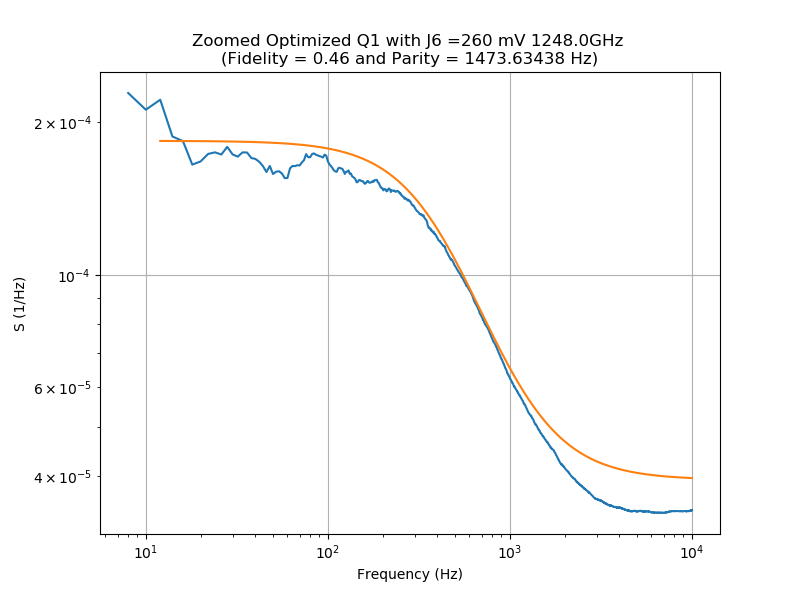 Zoomed Optimized Q1 with J6 =260 mV 1248.0GHz
(Fidelity = 0.46 and Parity = 1473.63438 Hz)
2 × 10⁻⁴
10⁻⁴
6 × 10⁻⁵
4 × 10⁻⁵
S (1/Hz)
10¹ 10² 10³ 10⁴
Frequency (Hz)